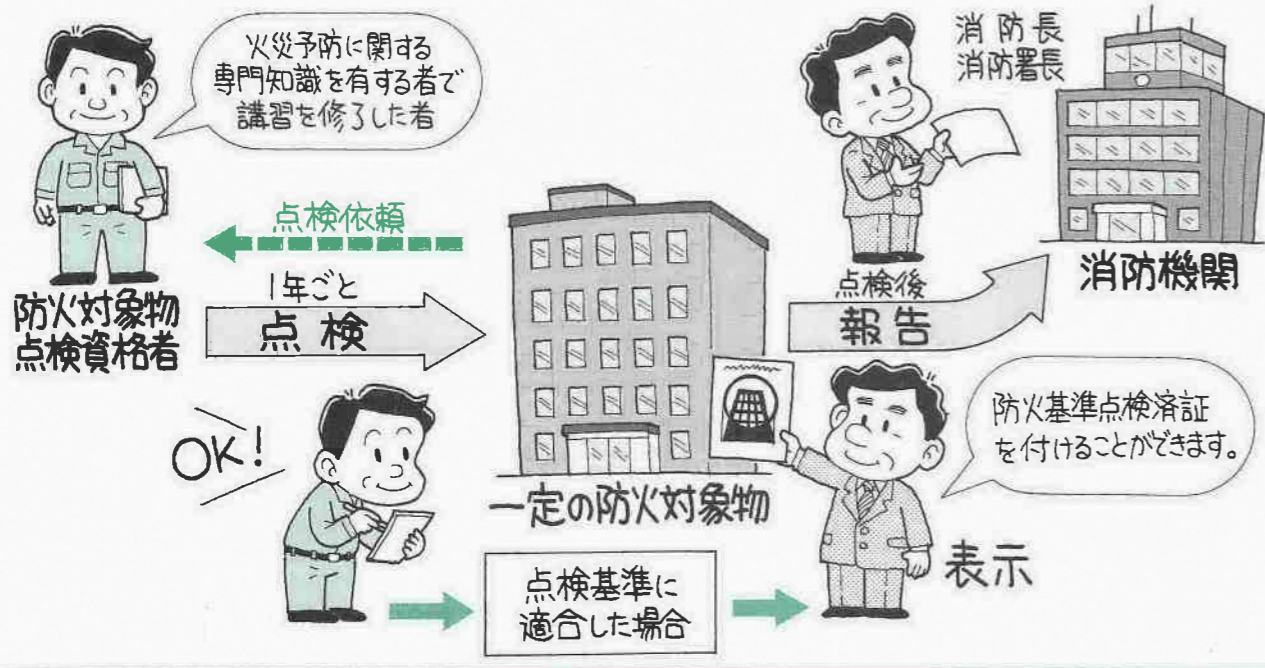 火災予防に関する
専門知識を有する者で
講習を修了した者
消防長
消防署長
点検依頼
1年ごと
点検
防火対象物
点検資格者
点検後
報告
消防機関
OK!
一定の防火対象物
防火基準点検済証
を付けることができます。
表示
点検基準に
適合した場合